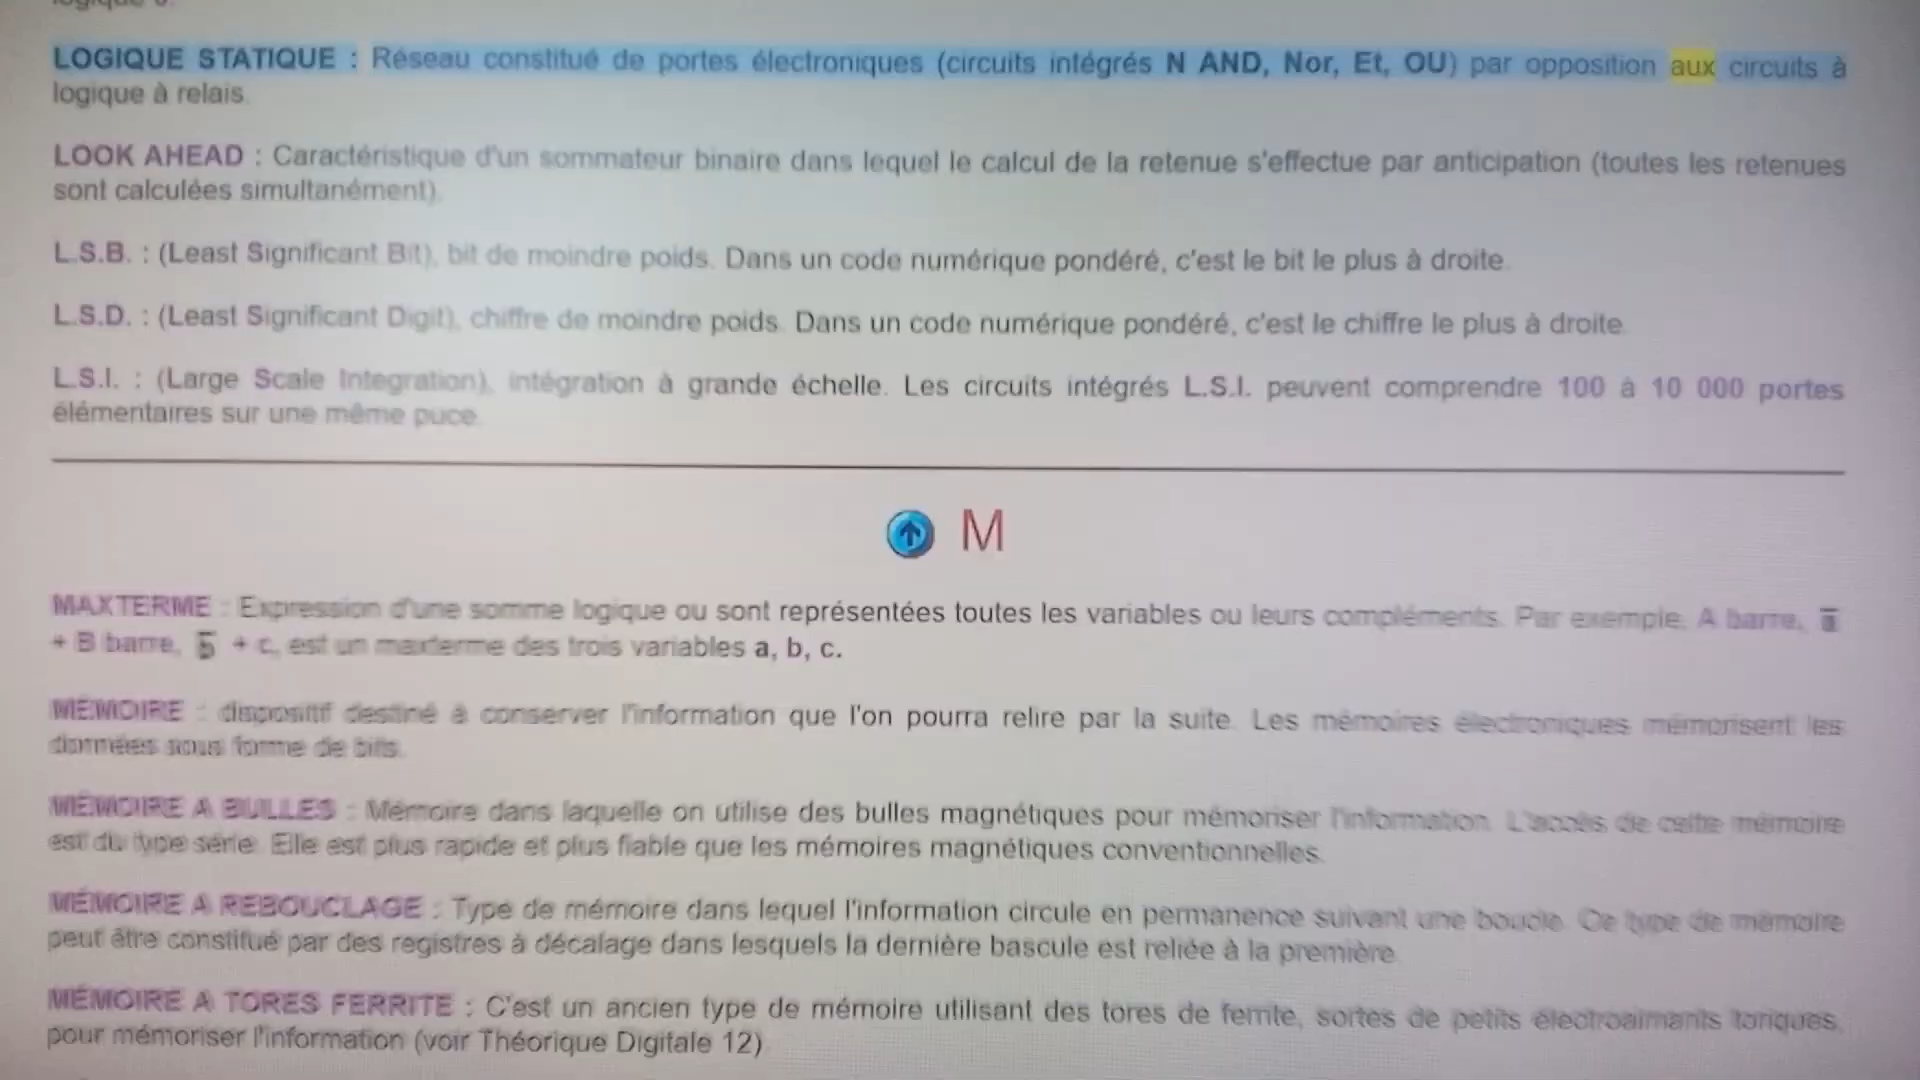 LOGIQUE STATIQUE : Réseau constitué de portes électroniques (circuits intégrés N AND, Nor, Et, OU) par opposition aux circuits à
logique à relais.
LOOK AHEAD : Caractéristique d'un sommateur binaire dans lequel le calcul de la retenue s'effectue par anticipation (toutes les retenues
sont calculées simultanément).
L.S.B. : (Least Significant Bit), bit de moindre poids. Dans un code numérique pondéré, c'est le bit le plus à droite.
L.S.D. : (Least Significant Digit), chiffre de moindre poids. Dans un code numérique pondéré, c'est le chiffre le plus à droite.
L.S.I. : (Large Scale Integration), intégration à grande échelle. Les circuits intégrés L.S.I. peuvent comprendre 100 à 10 000 portes
élémentaires sur une même puce.
M
MAXTERME : Expression d'une somme logique ou sont représentées toutes les variables ou leurs compléments. Par exemple, A barre, a̅
+ B barre, b̅ + c, est un maxterme des trois variables a, b, c.
MÉMOIRE : dispositif destiné à conserver l'information que l'on pourra relire par la suite. Les mémoires électroniques mémorisent les
données sous forme de bits.
MÉMOIRE A BULLES : Mémoire dans laquelle on utilise des bulles magnétiques pour mémoriser l'information. L'accès de cette mémoire
est du type série. Elle est plus rapide et plus fiable que les mémoires magnétiques conventionnelles.
MÉMOIRE A REBOUCLAGE : Type de mémoire dans lequel l'information circule en permanence suivant une boucle. Ce type de mémoire
peut être constitué par des registres à décalage dans lesquels la dernière bascule est reliée à la première.
MÉMOIRE A TORES FERRITE : C'est un ancien type de mémoire utilisant des tores de ferrite, sortes de petits électroaimants toriques,
pour mémoriser l'information (voir Théorique Digitale 12).